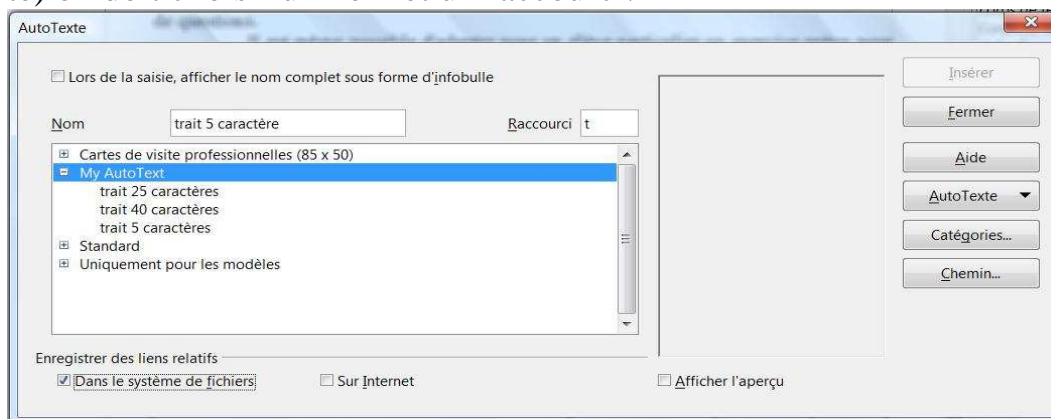 AutoTexte
Lors de la saisie, afficher le nom complet sous forme d'infobulle
Insérer
Nom
trait 5 caractère
Raccourci
t
Fermer
Cartes de visite professionnelles (85 x 50)
My AutoText
Aide
trait 25 caractères
trait 40 caractères
AutoTexte
trait 5 caractères
Standard
Catégories...
Uniquement pour les modèles
Chemin...
Enregistrer des liens relatifs
Dans le système de fichiers
Sur Internet
Afficher l'aperçu